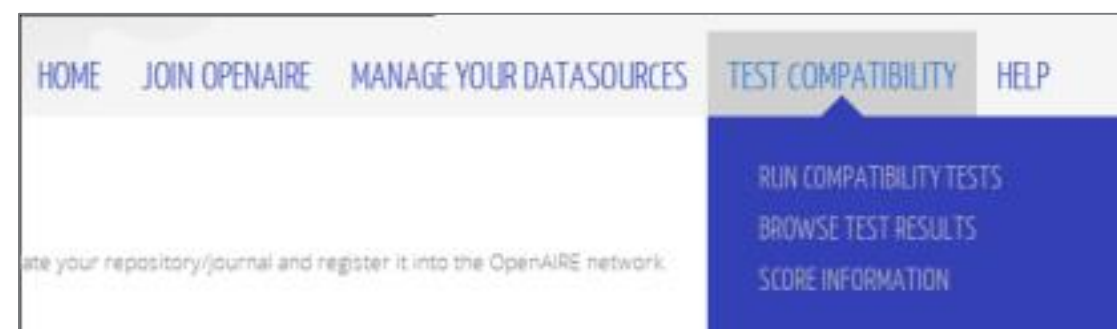 HOME JOIN OPENAIRE MANAGE YOUR DATASOURCES TEST COMPATIBILITY HELP
RUN COMPATIBILITY TESTS
BROWSE TEST RESULTS
ate your repository/journal and register it into the OpenAIRE network.
SCORE INFORMATION